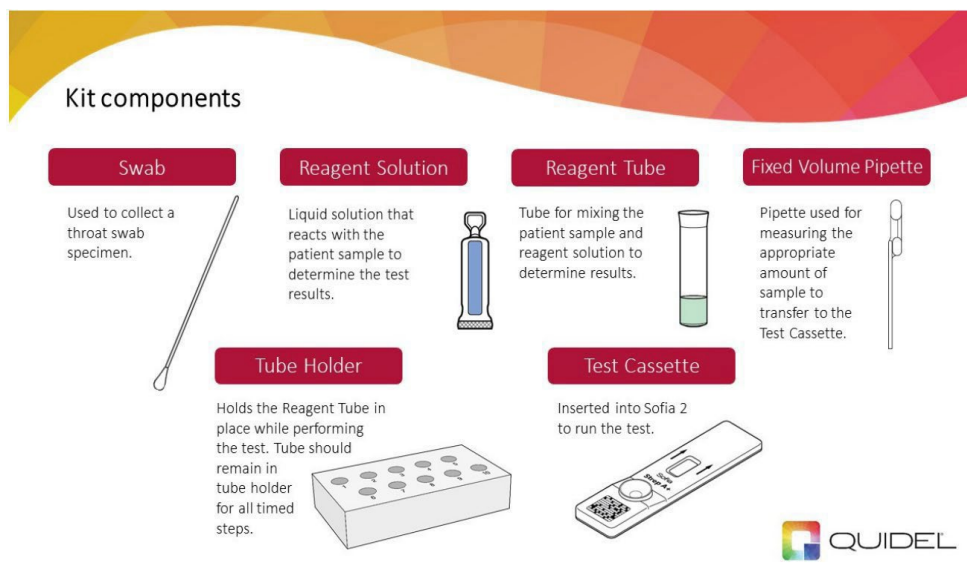 Kit components
Swab
Used to collect a
throat swab
specimen.
Reagent Solution
Liquid solution that
reacts with the
patient sample to
determine the test
results.
Reagent Tube
Tube for mixing the
patient sample and
reagent solution to
determine results.
Fixed Volume Pipette
Pipette used for
measuring the
appropriate
amount of
sample to
transfer to the
Test Cassette.
Tube Holder
Holds the Reagent Tube in
place while performing
the test. Tube should
remain in
tube holder
for all timed
steps.
Test Cassette
Inserted into Sofia 2
to run the test.
Sofia
Strep A+
QUIDEL